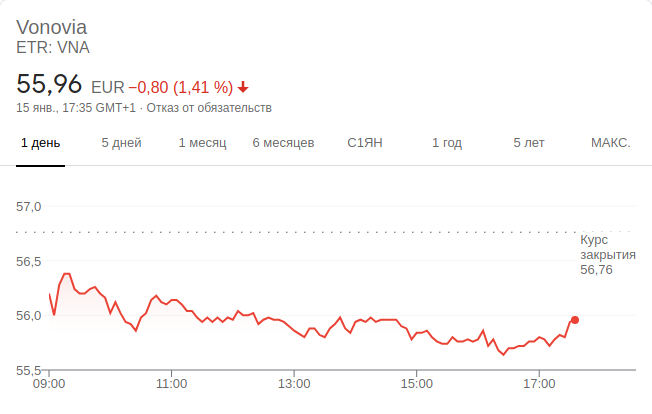 Vonovia
ETR: VNA
55,96 EUR −0,80 (1,41 %)
15 янв., 17:35 GMT+1 · Отказ от обязательств
1 день 5 дней 1 месяц 6 месяцев С1ЯН 1 год 5 лет МАКС.
57,0
Курс
закрытия
56,76
56,5
56,0
55,5
09:00 11:00 13:00 15:00 17:00